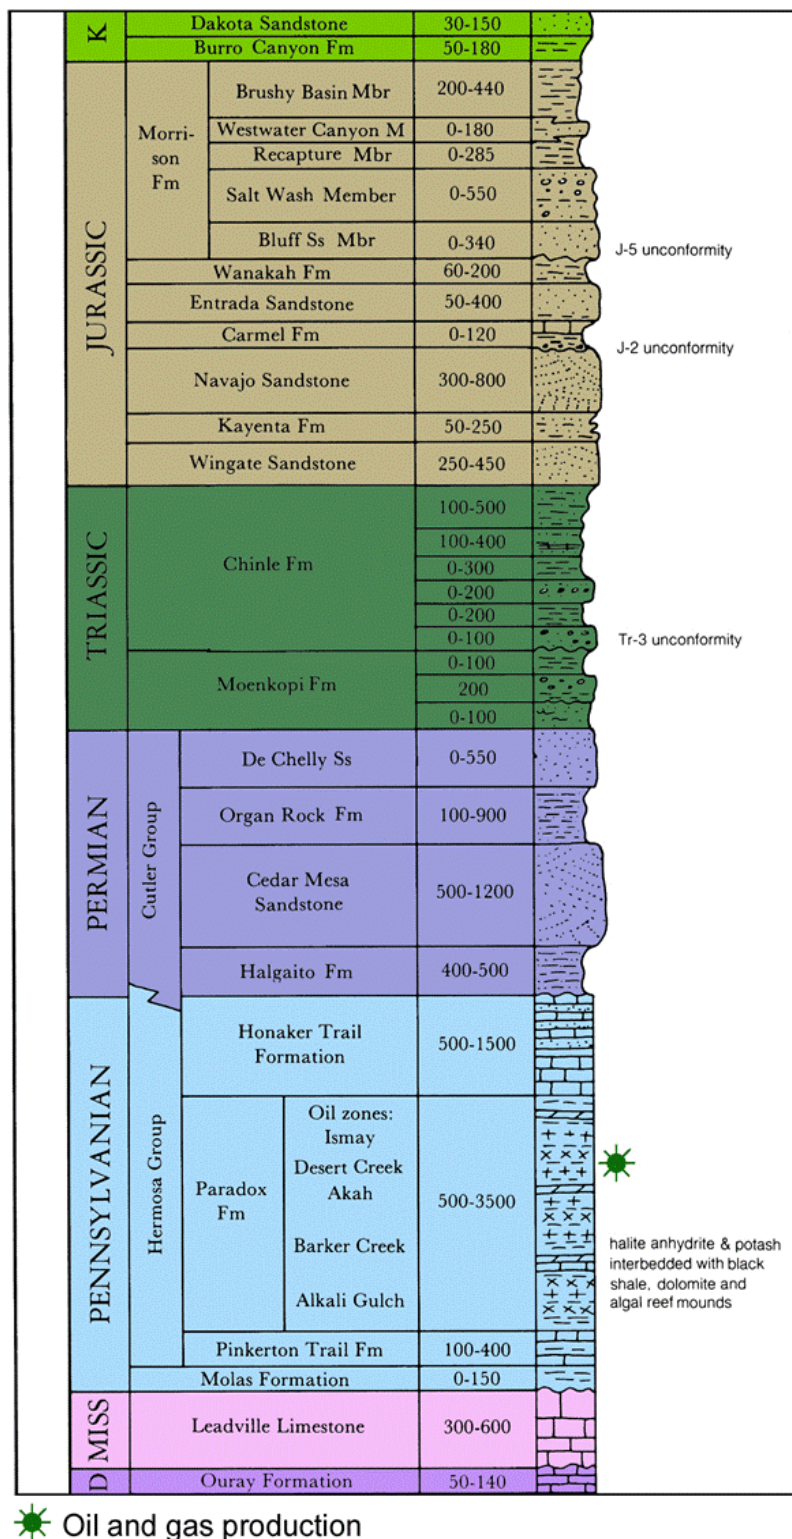 K
Dakota Sandstone 30-150
Burro Canyon Fm 50-180
JURASSIC
Morri-
son
Fm
Brushy Basin Mbr 200-440
Westwater Canyon M 0-180
Recapture Mbr 0-285
Salt Wash Member 0-550
Bluff Ss Mbr 0-340
J-5 unconformity
Wanakah Fm 60-200
Entrada Sandstone 50-400
Carmel Fm 0-120
J-2 unconformity
Navajo Sandstone 300-800
Kayenta Fm 50-250
Wingate Sandstone 250-450
TRIASSIC
Chinle Fm
100-500
100-400
0-300
0-200
0-200
0-100
Tr-3 unconformity
Moenkopi Fm
0-100
200
0-100
PERMIAN
Cutler Group
De Chelly Ss 0-550
Organ Rock Fm 100-900
Cedar Mesa
Sandstone
500-1200
Halgaito Fm 400-500
PENNSYLVANIAN
Hermosa Group
Honaker Trail
Formation
500-1500
Paradox
Fm
Oil zones:
Ismay
Desert Creek
Akah
Barker Creek
Alkali Gulch
500-3500
halite anhydrite & potash
interbedded with black
shale, dolomite and
algal reef mounds
Pinkerton Trail Fm 100-400
Molas Formation 0-150
MISS
Leadville Limestone 300-600
D
Ouray Formation 50-140
Oil and gas production